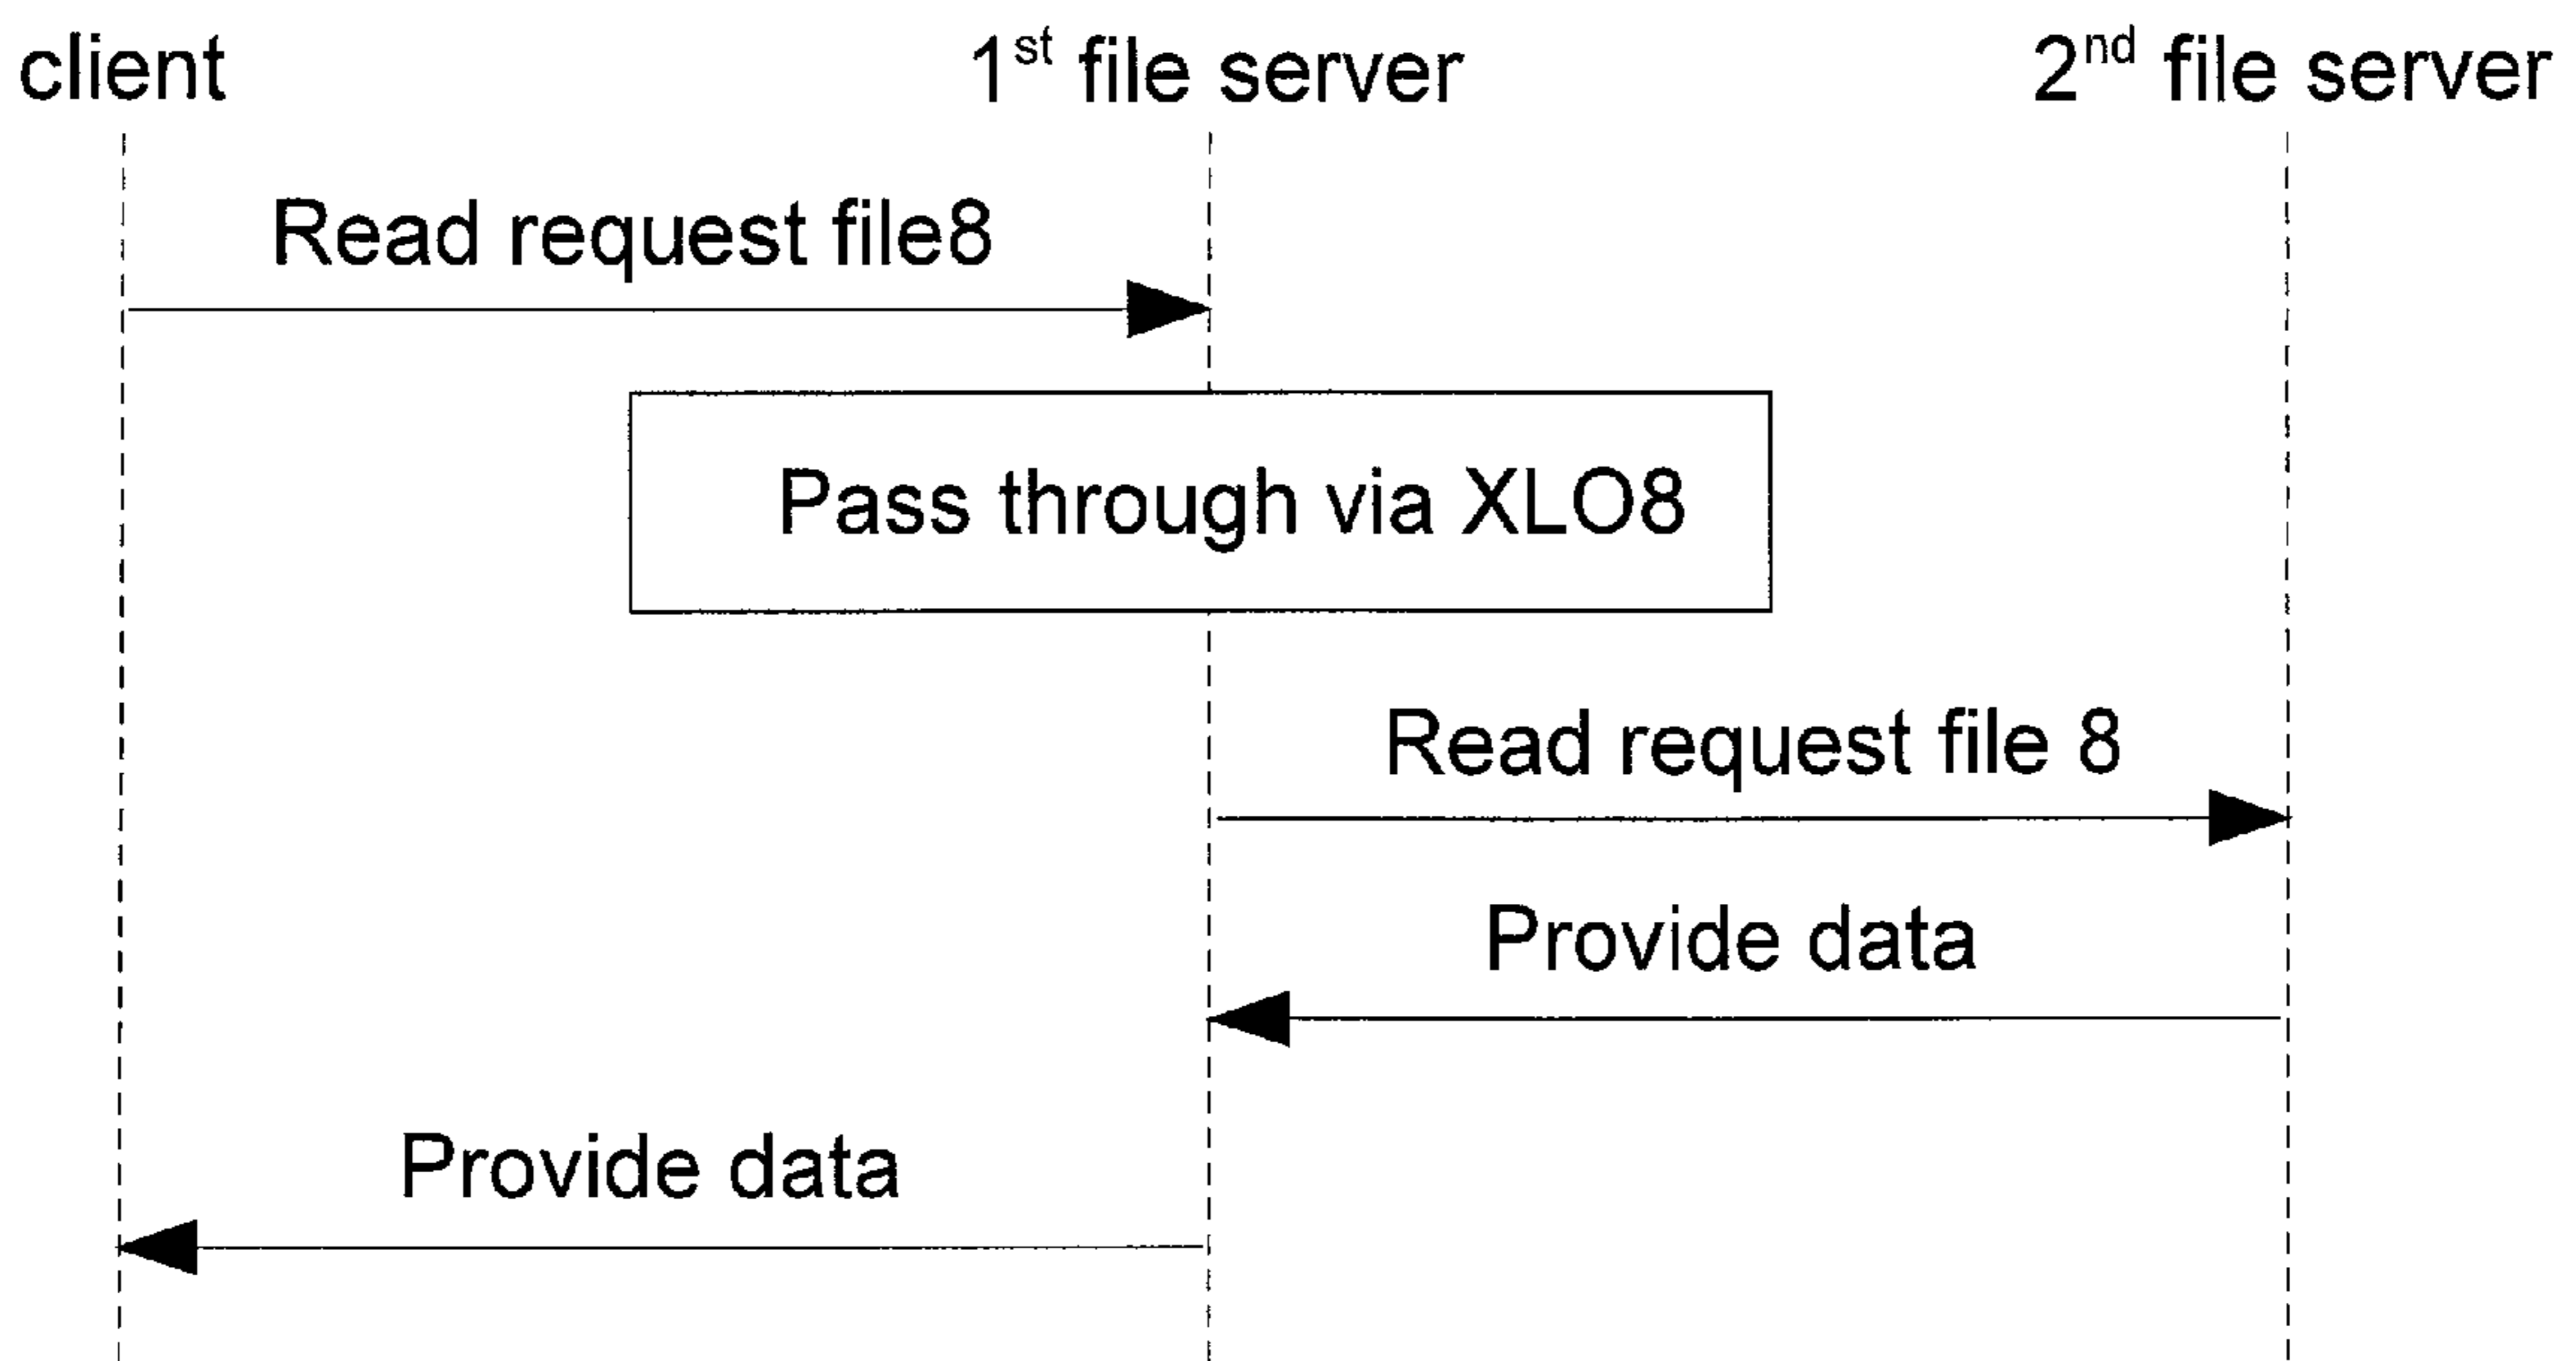 client 1st file server 2nd file server
Read request file8
Pass through via XLO8
Read request file 8
Provide data
Provide data